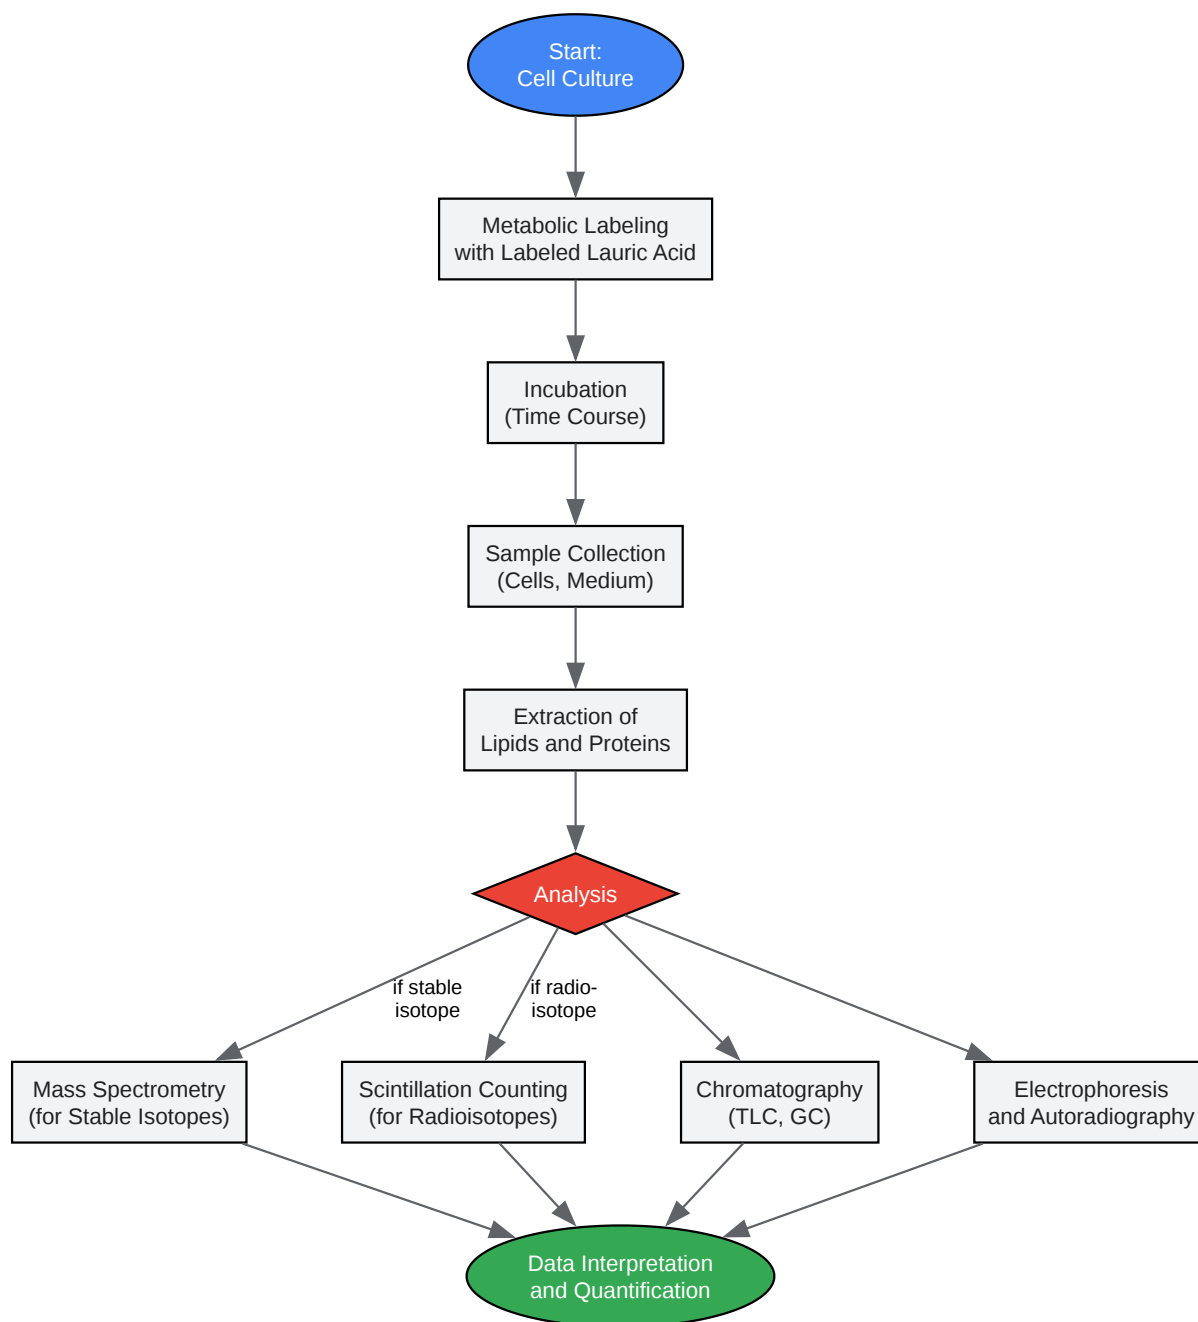 Start:
Cell Culture
Metabolic Labeling
with Labeled Lauric Acid
Incubation
(Time Course)
Sample Collection
(Cells, Medium)
Extraction of
Lipids and Proteins
Analysis
if stable
isotope
if radio-
isotope
Mass Spectrometry
(for Stable Isotopes)
Scintillation Counting
(for Radioisotopes)
Chromatography
(TLC, GC)
Electrophoresis
and Autoradiography
Data Interpretation
and Quantification